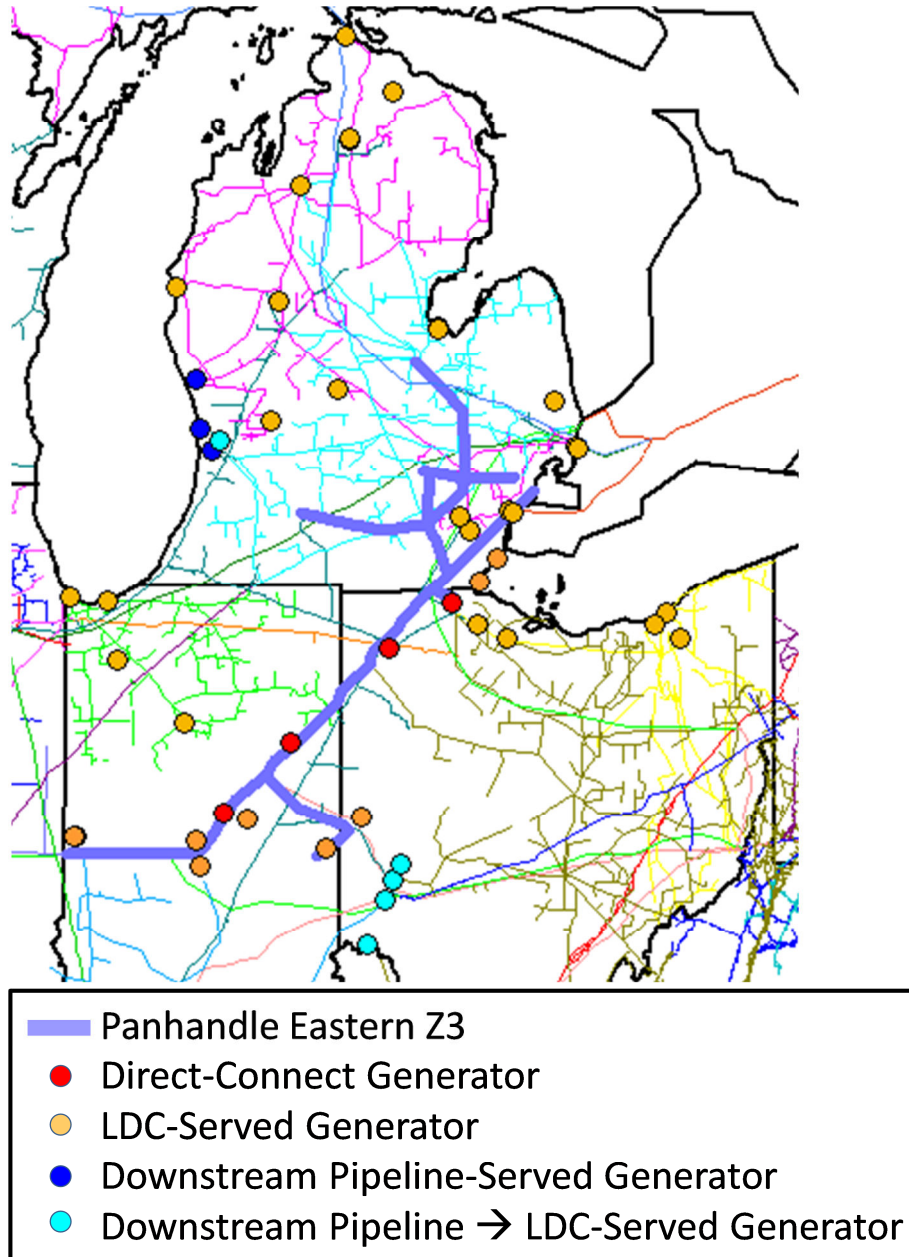 Panhandle Eastern Z3
Direct-Connect Generator
LDC-Served Generator
Downstream Pipeline-Served Generator
Downstream Pipeline → LDC-Served Generator